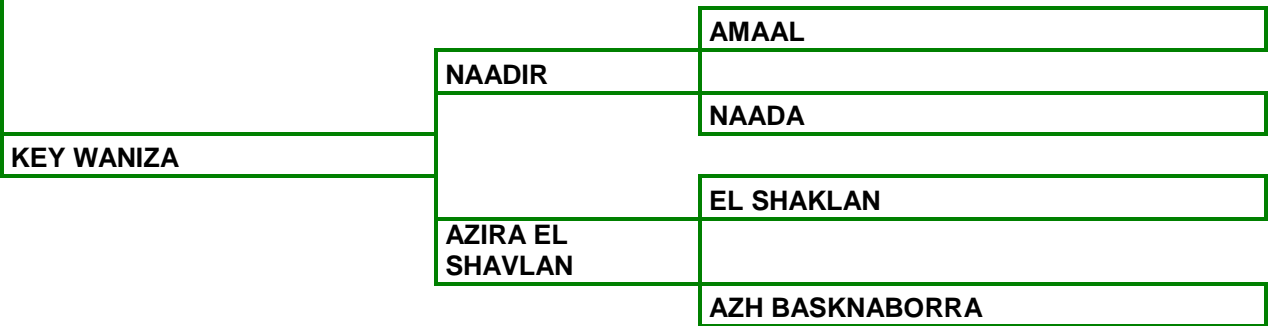 AMAAL
NAADIR
NAADA
KEY WANIZA
EL SHAKLAN
AZIRA EL
SHAVLAN
AZH BASKNABORRA